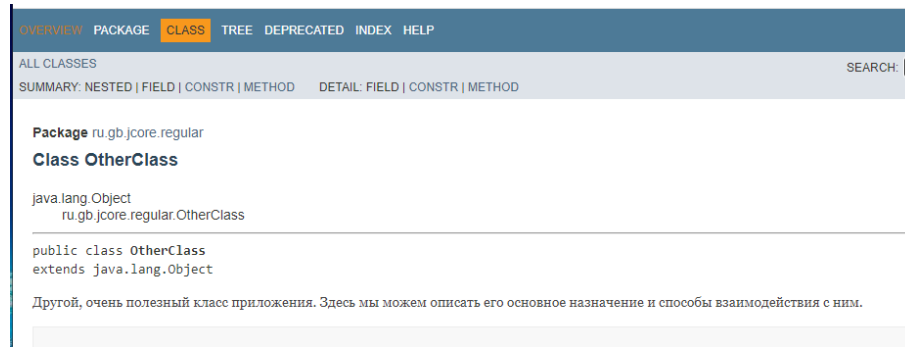 OVERVIEW PACKAGE CLASS TREE DEPRECATED INDEX HELP
ALL CLASSES
SEARCH:
SUMMARY: NESTED | FIELD | CONSTR | METHOD DETAIL: FIELD | CONSTR | METHOD
Package ru.gb.jcore.regular
Class OtherClass
java.lang.Object
ru.gb.jcore.regular.OtherClass
public class OtherClass
extends java.lang.Object
Другой, очень полезный класс приложения. Здесь мы можем описать его основное назначение и способы взаимодействия с ним.